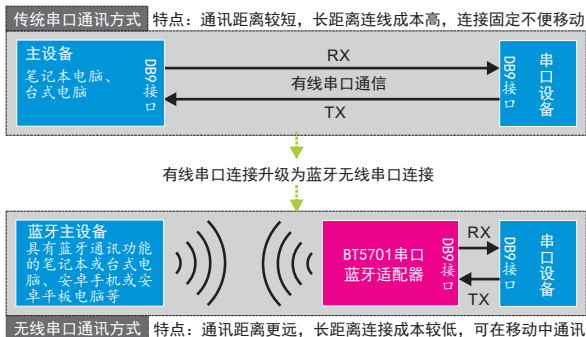 传统串口通讯方式 特点：通讯距离较短，长距离连线成本高，连接固定不便移动
主设备
笔记本电脑、
台式电脑
DB9接口
RX
有线串口通信
TX
DB9接口
串口设备
有线串口连接升级为蓝牙无线串口连接
蓝牙主设备
具有蓝牙通讯功能
的笔记本或台式电
脑、安卓手机或安
卓平板电脑等
BT5701串口
蓝牙适配器
DB9接口
RX
TX
DB9接口
串口设备
无线串口通讯方式 特点：通讯距离更远，长距离连接成本较低，可在移动中通讯